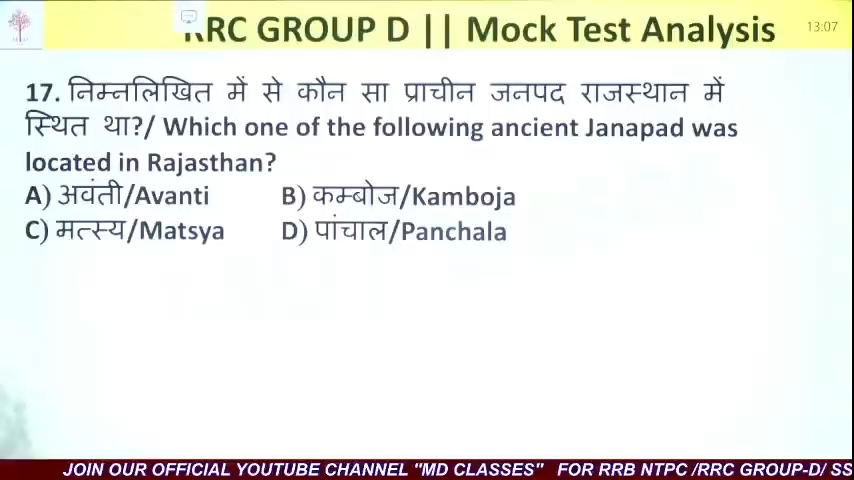 RRC GROUP D || Mock Test Analysis
13:07
17. निम्नलिखित में से कौन सा प्राचीन जनपद राजस्थान में
स्थित था?/ Which one of the following ancient Janapad was
located in Rajasthan?
A) अवंती/Avanti B) कम्बोज/Kamboja
C) मत्स्य/Matsya D) पांचाल/Panchala
JOIN OUR OFFICIAL YOUTUBE CHANNEL "MD CLASSES" FOR RRB NTPC /RRC GROUP-D/ SS